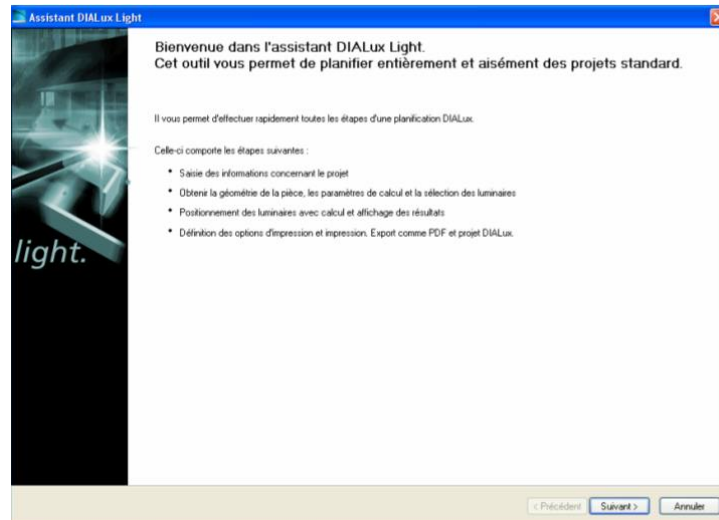 Assistant DIALux Light
Bienvenue dans l'assistant DIALux Light.
Cet outil vous permet de planifier entièrement et aisément des projets standard.
Il vous permet d'effectuer rapidement toutes les étapes d'une planification DIALux.
Celle-ci comporte les étapes suivantes :
• Saisie des informations concernant le projet
• Obtenir la géométrie de la pièce, les paramètres de calcul et la sélection des luminaires
• Positionnement des luminaires avec calcul et affichage des résultats
• Définition des options d'impression et impression. Export comme PDF et projet DIALux.
light.
< Précédent
Suivant >
Annuler